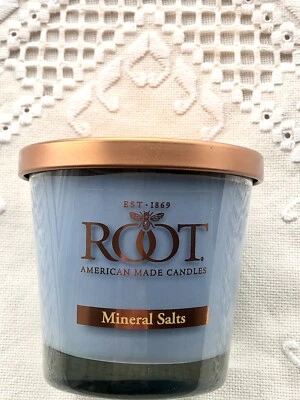 EST · 1869
ROOT.
AMERICAN MADE CANDLES
Mineral Salts